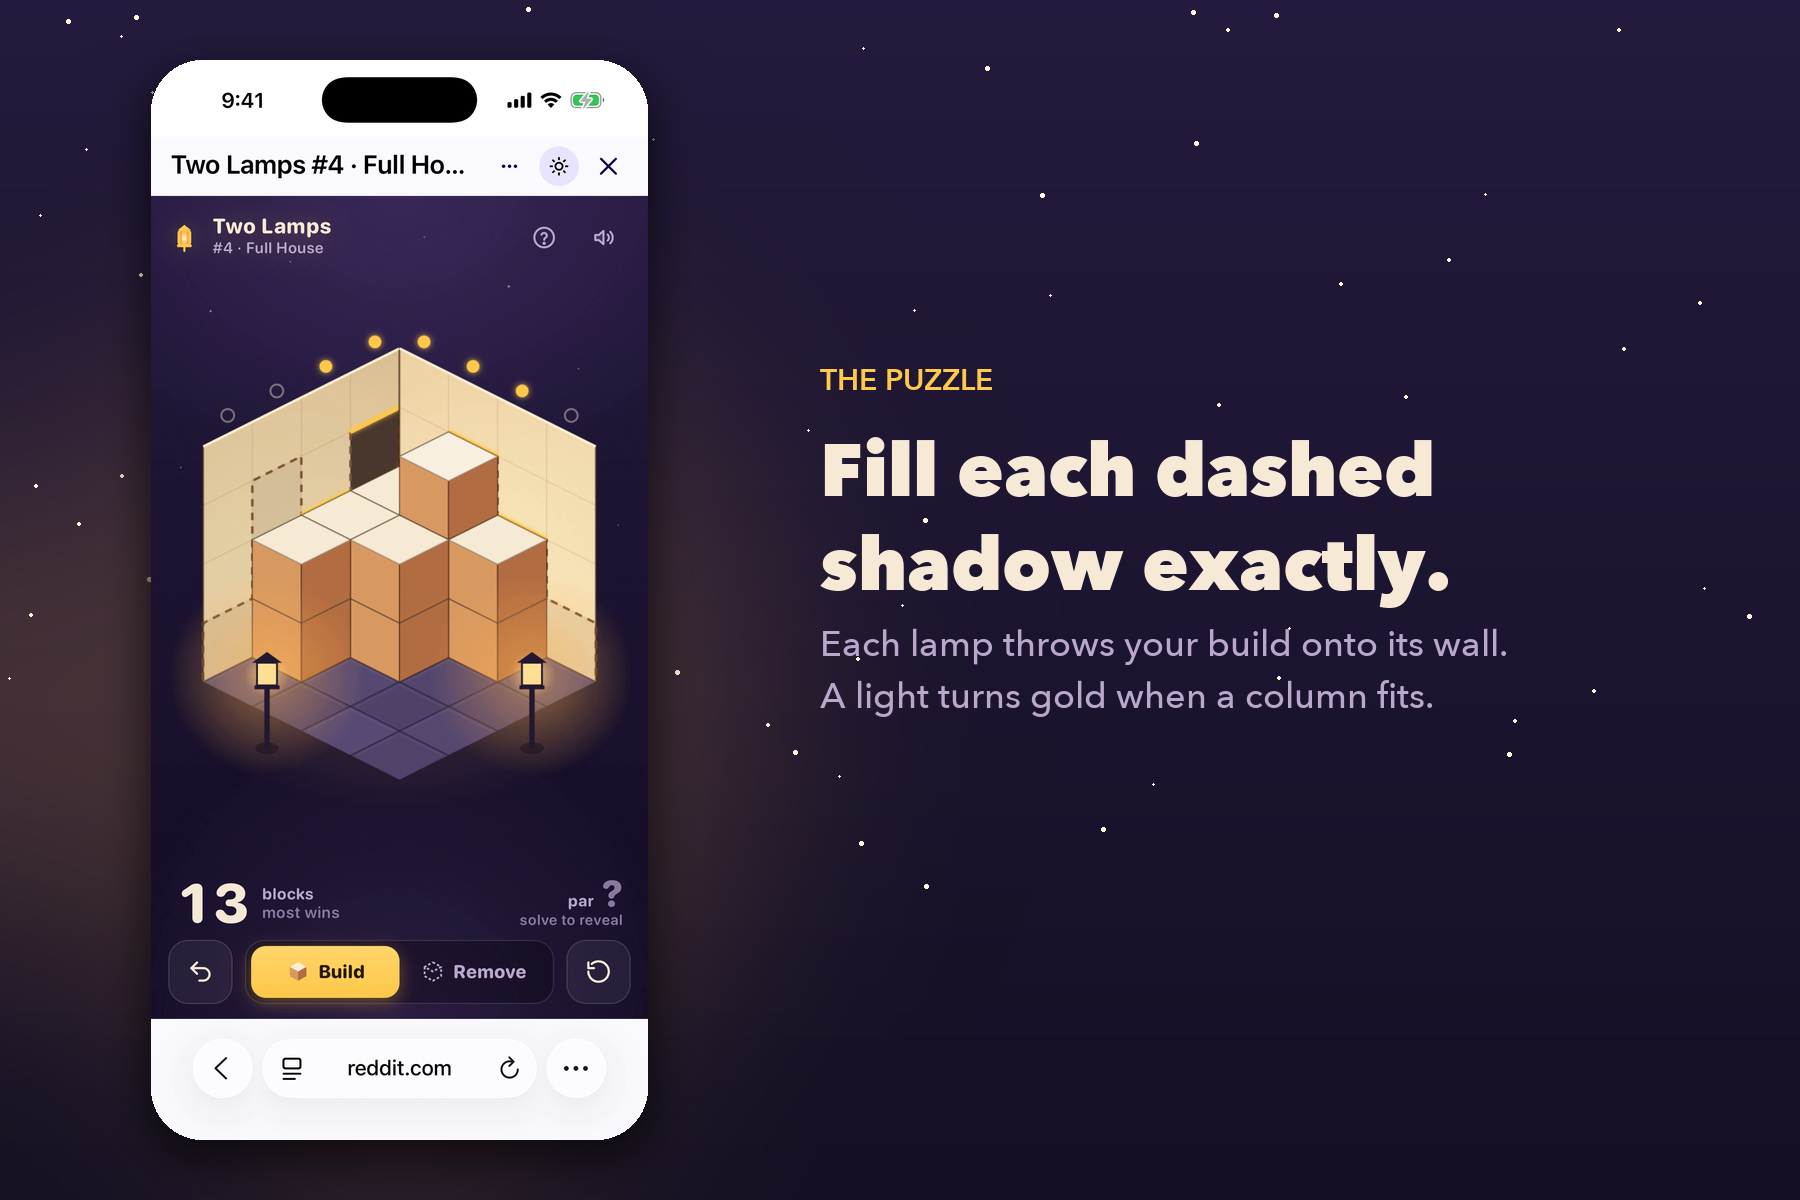 9:41
Two Lamps #4 · Full Ho...
Two Lamps
#4 · Full House
THE PUZZLE
Fill each dashed
shadow exactly.
Each lamp throws your build onto its wall.
A light turns gold when a column fits.
13 blocks
most wins
par ?
solve to reveal
Build
Remove
reddit.com